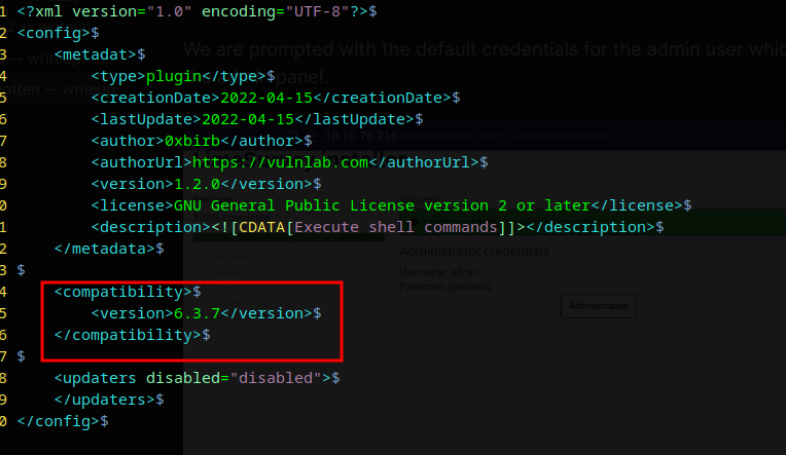 We are prompted with the default credentials for the admin user whic
panel.
1 <?xml version="1.0" encoding="UTF-8"?>$
2 <config>$
3 <metadat>$
4 <type>plugin</type>$
5 <creationDate>2022-04-15</creationDate>$
6 <lastUpdate>2022-04-15</lastUpdate>$
7 <author>0xbirb</author>$
8 <authorUrl>https://vulnlab.com</authorUrl>$
9 <version>1.2.0</version>$
0 <license>GNU General Public License version 2 or later</license>$
1 <description><![CDATA[Execute shell commands]]></description>$
2 </metadata>$
3 $
4 <compatibility>$
5 <version>6.3.7</version>$
6 </compatibility>$
7 $
8 <updaters disabled="disabled">$
9 </updaters>$
0 </config>$
Administrator credentials
Username: admin
Password: password
Administration